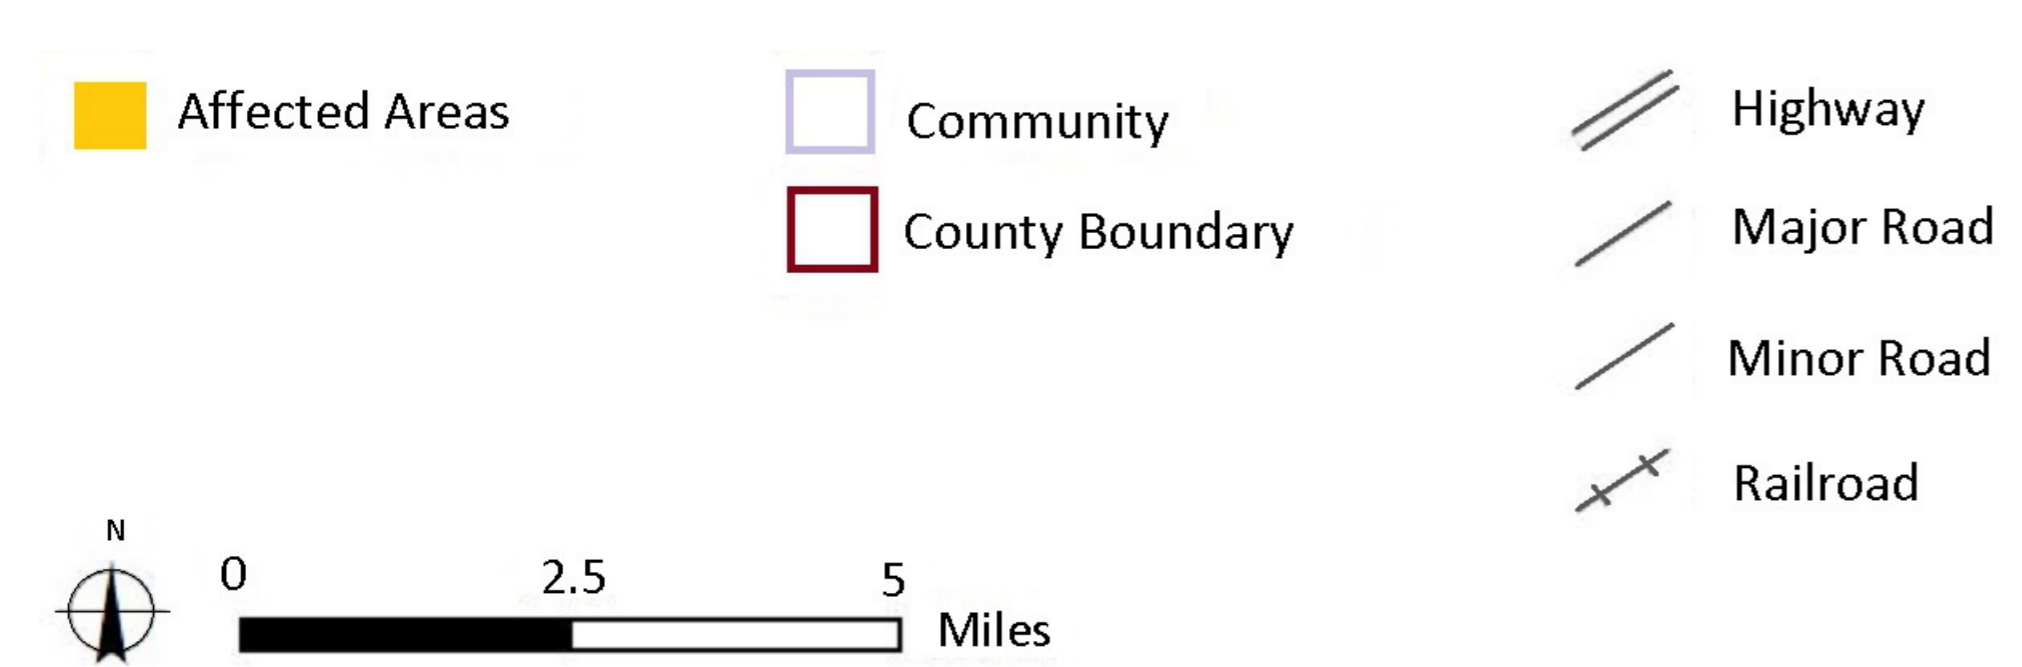 Affected Areas
Community
County Boundary
Highway
Major Road
Minor Road
Railroad
N
0 2.5 5
Miles